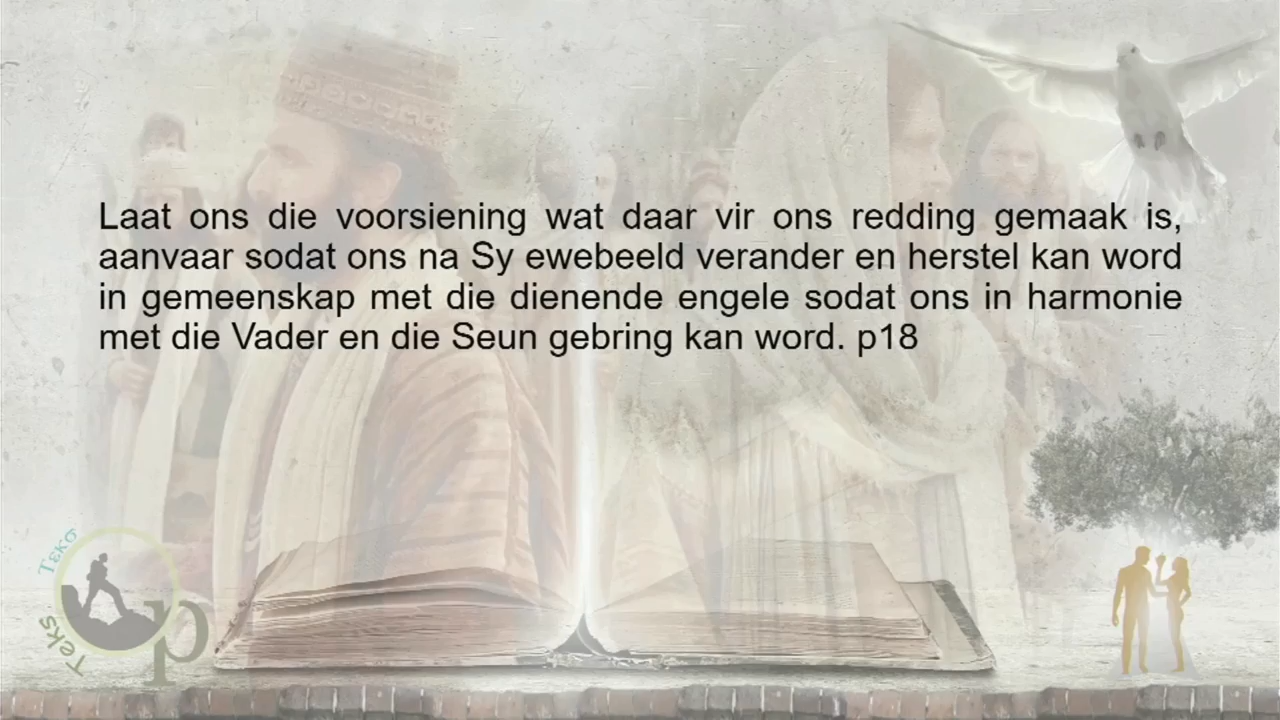 Laat ons die voorsiening wat daar vir ons redding gemaak is,
aanvaar sodat ons na Sy ewebeeld verander en herstel kan word
in gemeenskap met die dienende engele sodat ons in harmonie
met die Vader en die Seun gebring kan word. p18
Τεκσ
Teks
Op